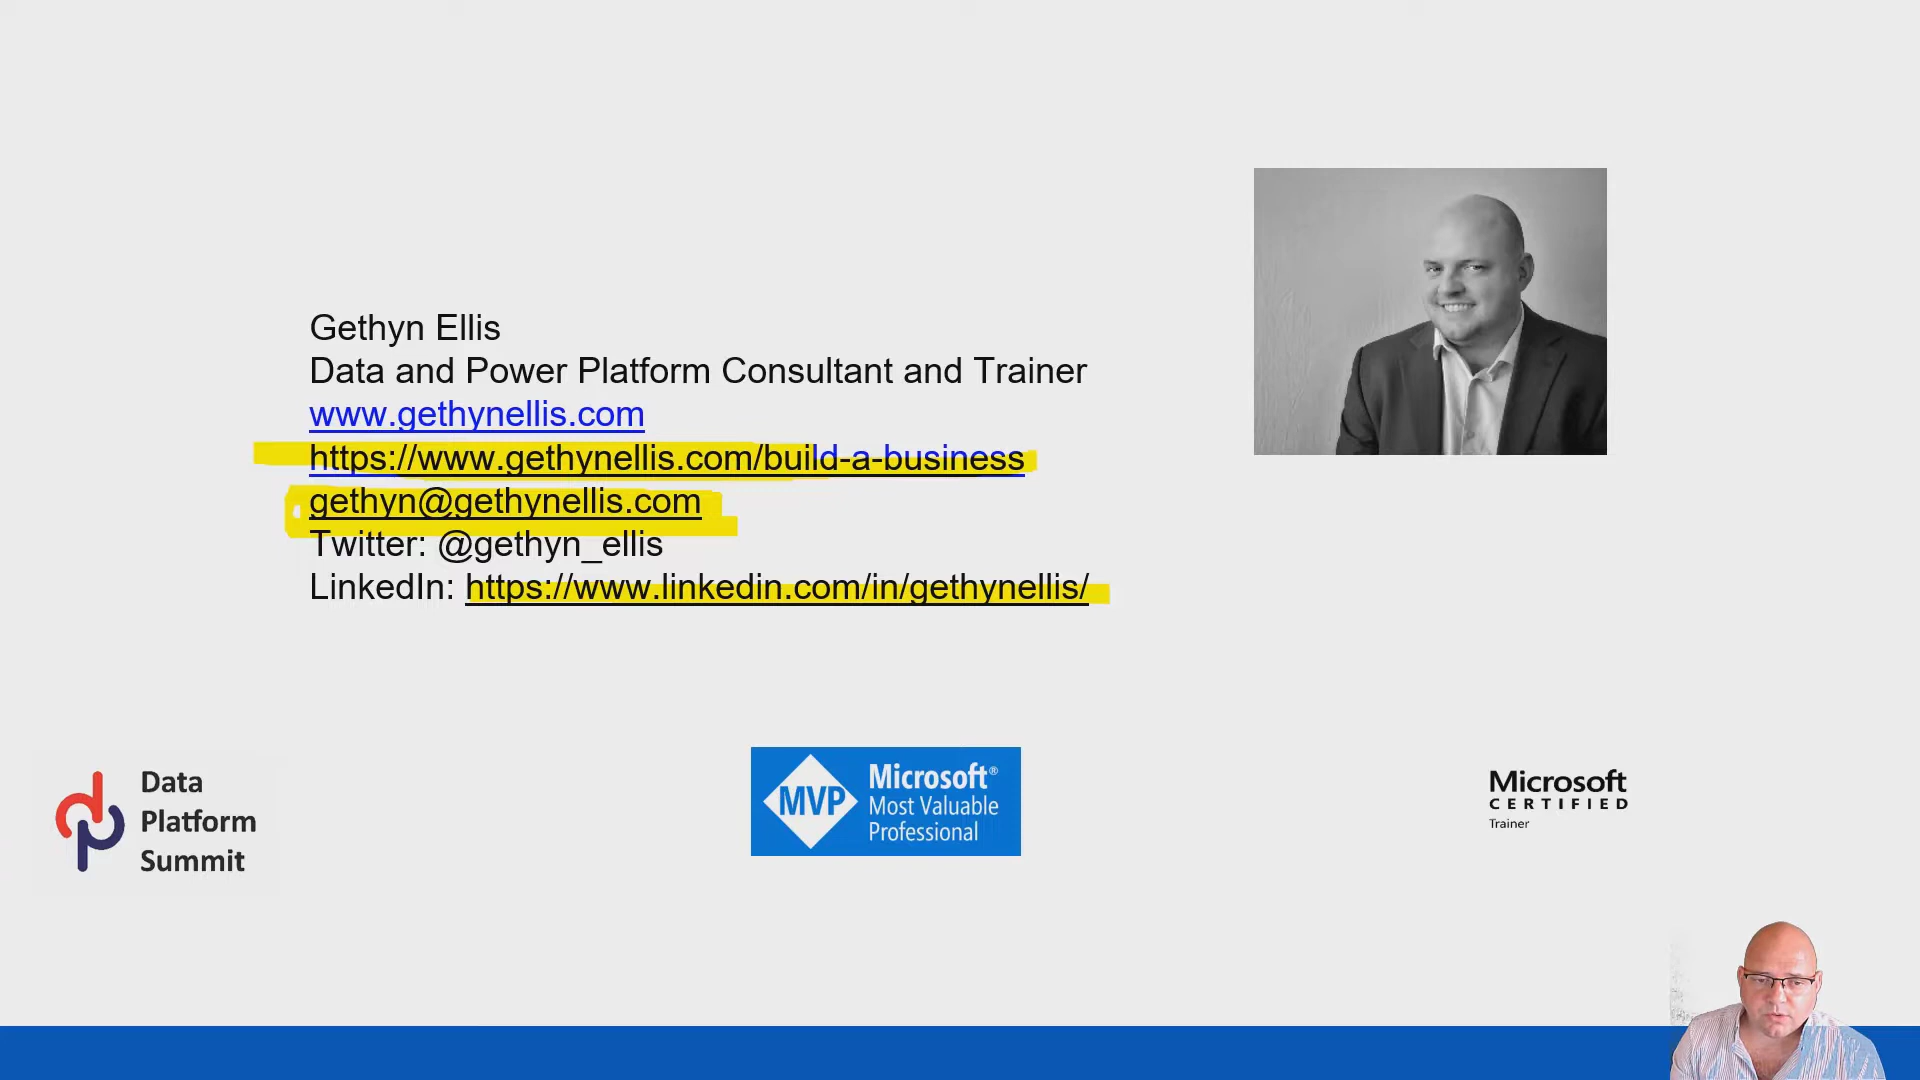 Gethyn Ellis
Data and Power Platform Consultant and Trainer
www.gethynellis.com
https://www.gethynellis.com/build-a-business
gethyn@gethynellis.com
Twitter: @gethyn_ellis
LinkedIn: https://www.linkedin.com/in/gethynellis/
Data
Platform
Summit
MVP
Microsoft®
Most Valuable
Professional
Microsoft
CERTIFIED
Trainer